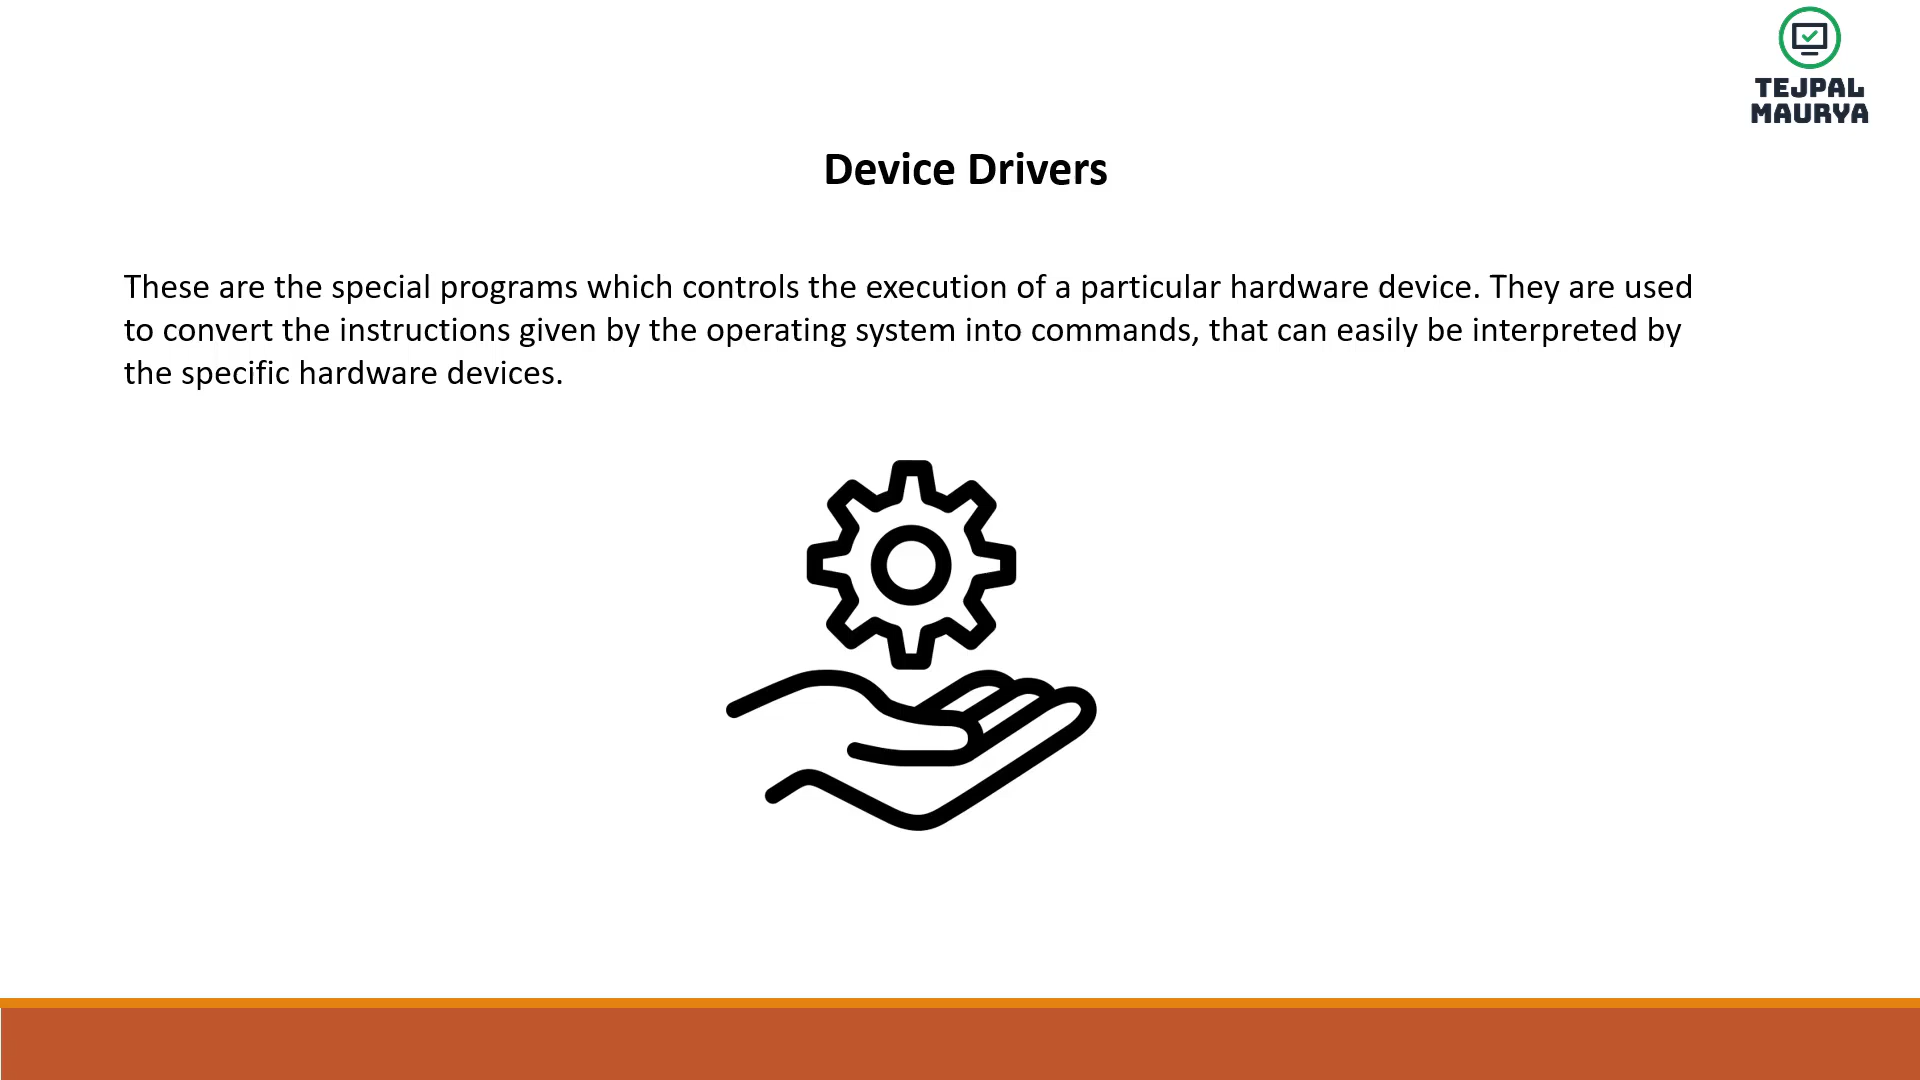 TEJPAL
MAURYA
Device Drivers
These are the special programs which controls the execution of a particular hardware device. They are used
to convert the instructions given by the operating system into commands, that can easily be interpreted by
the specific hardware devices.